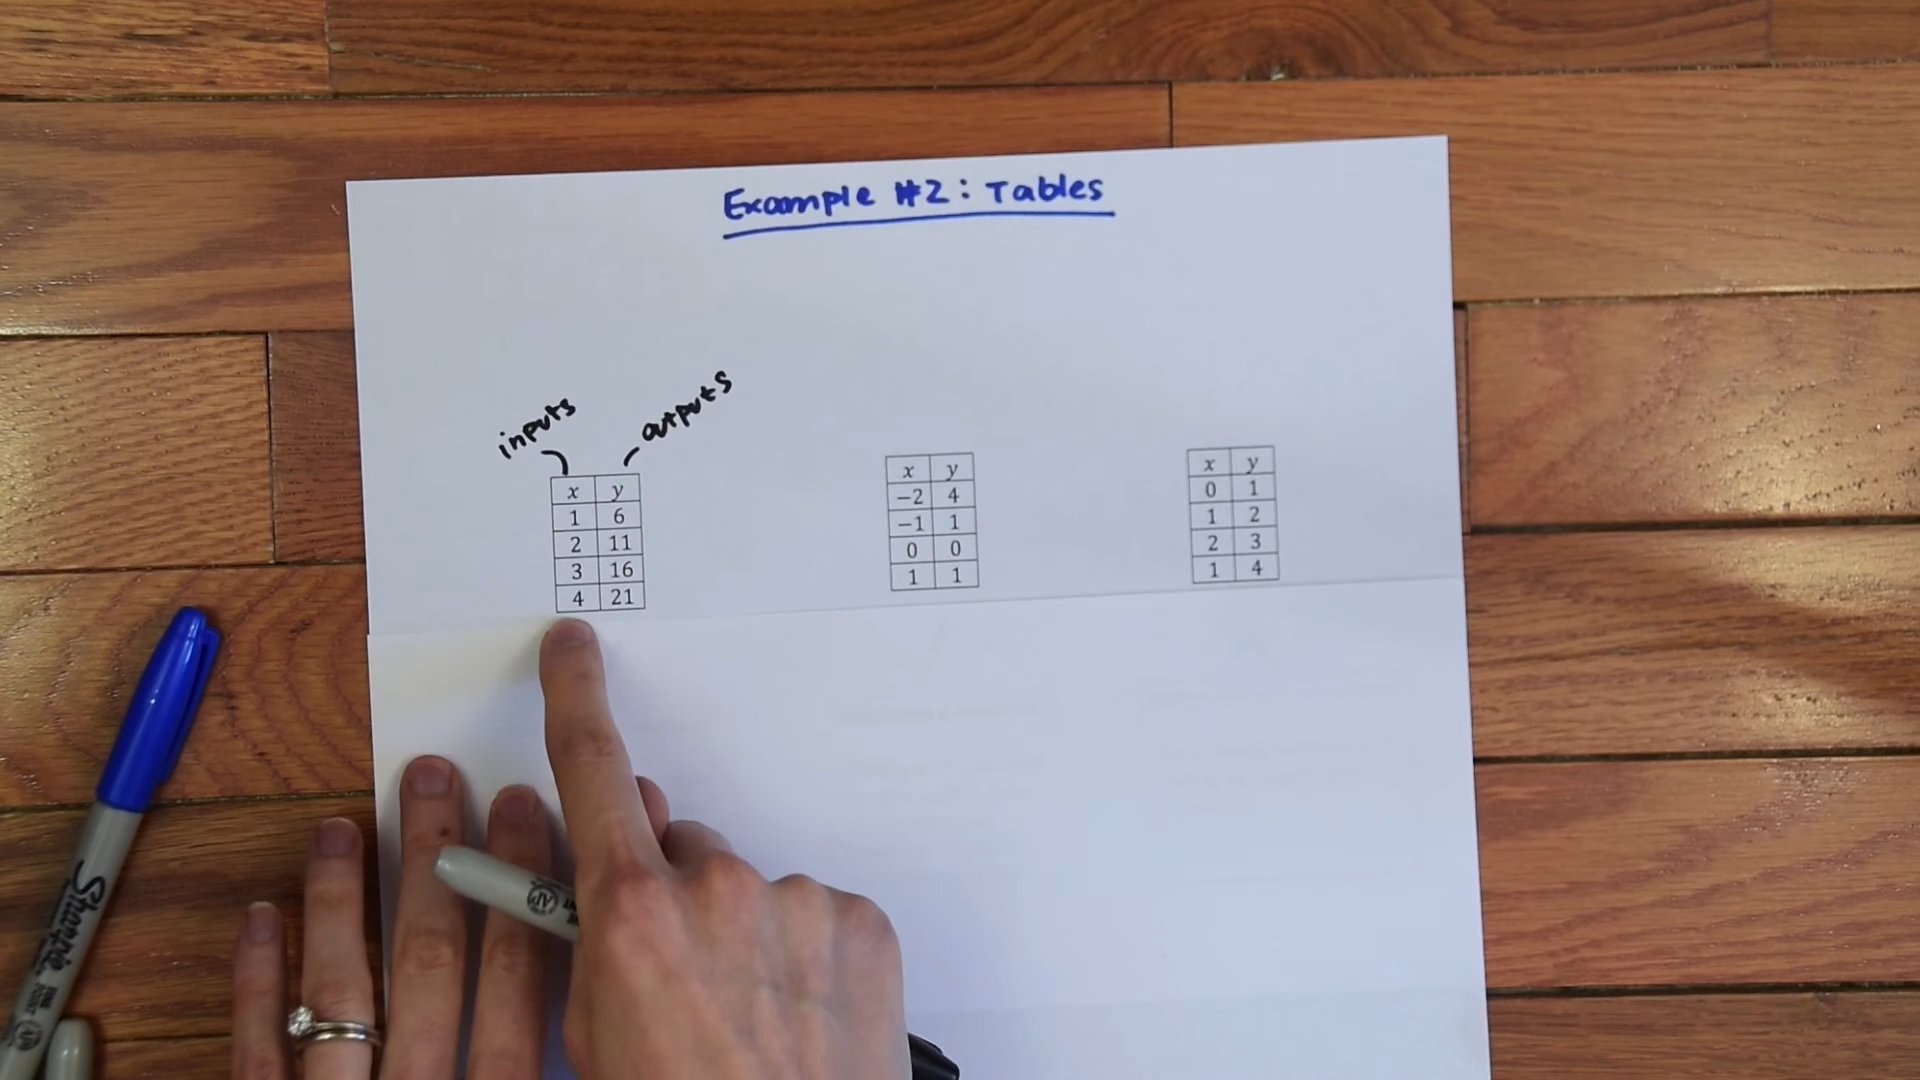 Example #2: Tables
inputs
outputs
x y
1 6
2 11
3 16
4 21
x y
−2 4
−1 1
0 0
1 1
x y
0 1
1 2
2 3
1 4
Sharpie